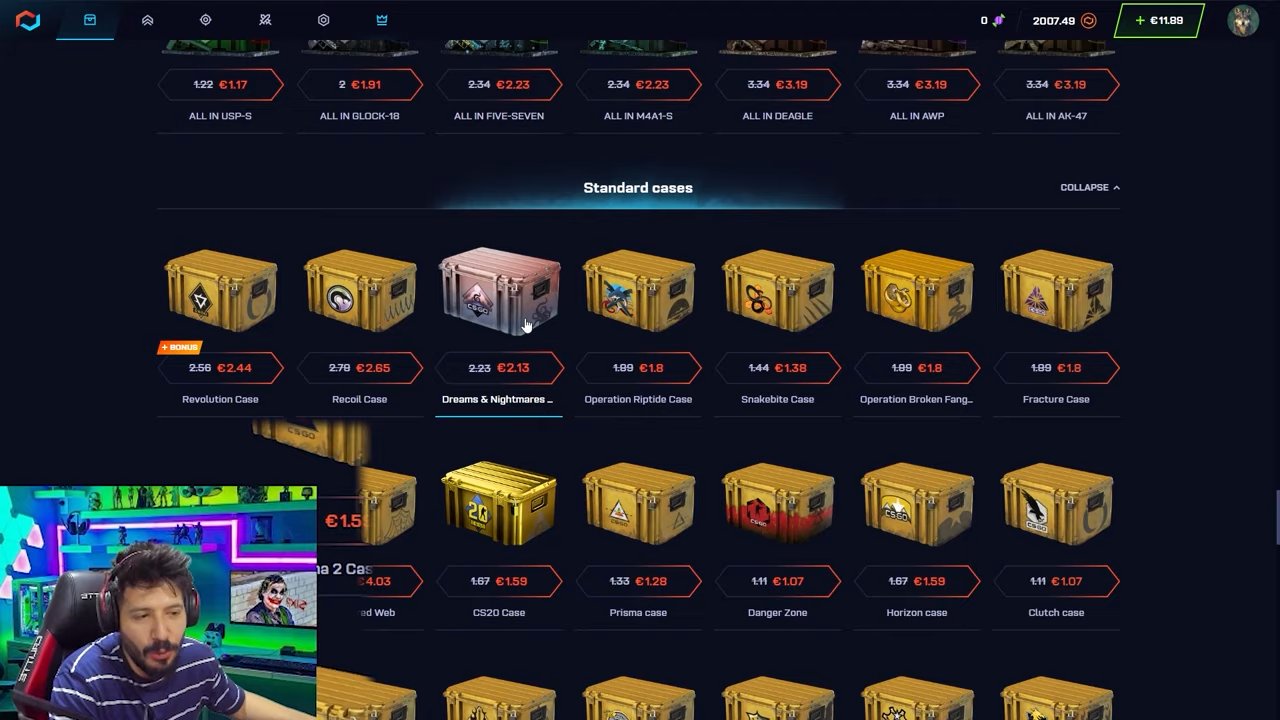 0
2007.49
+ €11.89
1.22 €1.17
2 €1.91
2.34 €2.23
2.34 €2.23
3.34 €3.19
3.34 €3.19
3.34 €3.19
ALL IN USP-S
ALL IN GLOCK-18
ALL IN FIVE-SEVEN
ALL IN M4A1-S
ALL IN DEAGLE
ALL IN AWP
ALL IN AK-47
Standard cases
COLLAPSE
+ BONUS
2.56 €2.44
2.78 €2.65
2.23 €2.13
1.89 €1.8
1.44 €1.38
1.89 €1.8
1.89 €1.8
Revolution Case
Recoil Case
Dreams & Nightmares ...
Operation Riptide Case
Snakebite Case
Operation Broken Fang...
Fracture Case
€1.5
€4.03
1.67 €1.59
1.33 €1.28
1.11 €1.07
1.67 €1.59
1.11 €1.07
a 2 Cas
ed Web
CS20 Case
Prisma case
Danger Zone
Horizon case
Clutch case